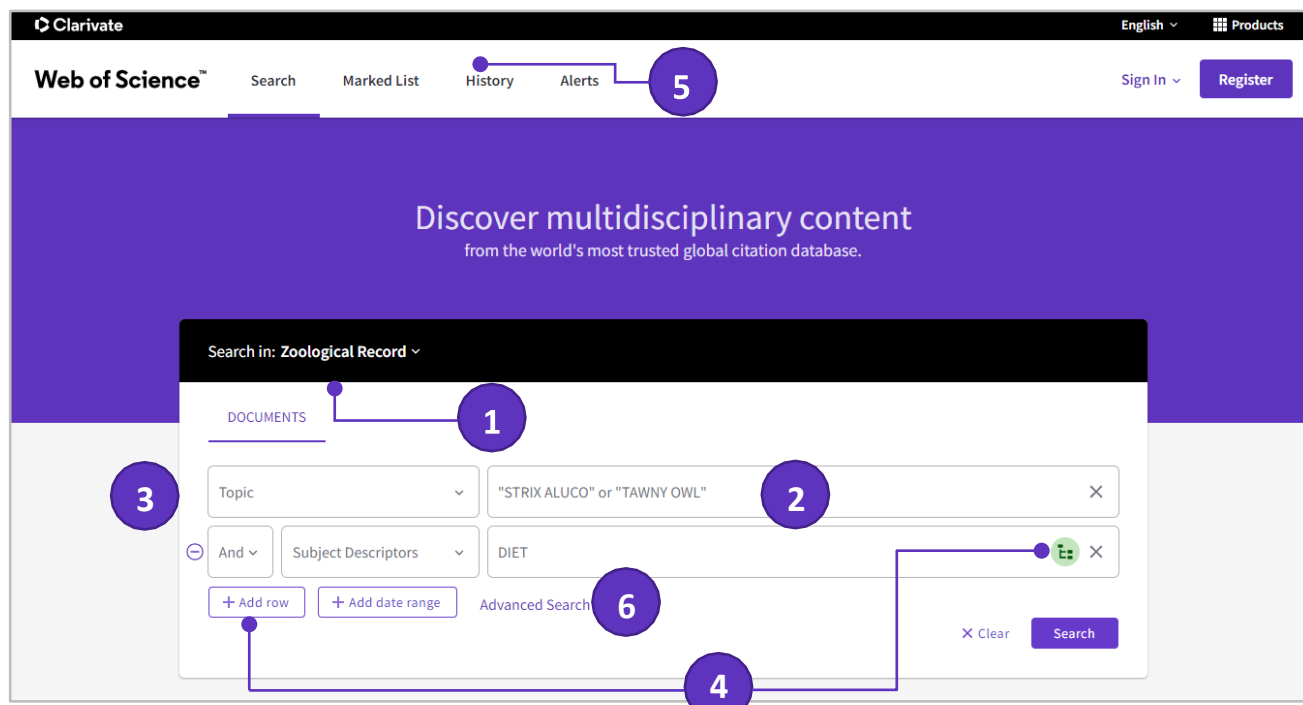 Clarivate
English
Products
Web of Science™
Search
Marked List
History
Alerts
5
Sign In
Register
Discover multidisciplinary content
from the world's most trusted global citation database.
Search in: Zoological Record
1
DOCUMENTS
3
Topic
"STRIX ALUCO" or "TAWNY OWL"
2
And
Subject Descriptors
DIET
+ Add row
+ Add date range
Advanced Search
6
× Clear
Search
4